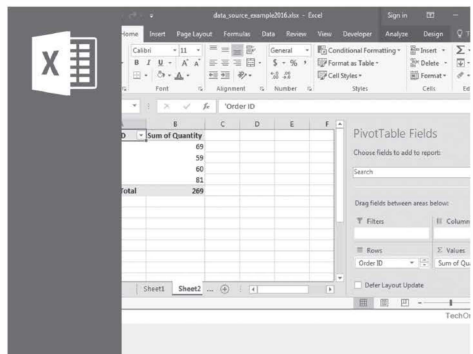 X
data_source_example2016.xlsx - Excel Sign in
Home Insert Page Layout Formulas Data Review View Developer Analyze Design
Calibri 11 General Conditional Formatting Insert
B I U A A $ % , Format as Table Delete
A Cell Styles Format
Font Alignment Number Styles Cells
fx 'Order ID
B C D E F
D Sum of Quantity
69
59
60
81
Total 269
PivotTable Fields
Choose fields to add to report:
Search
Drag fields between areas below:
Filters Column
Rows Values
Order ID Sum of Qua
Defer Layout Update
Sheet1 Sheet2 ...
TechOn